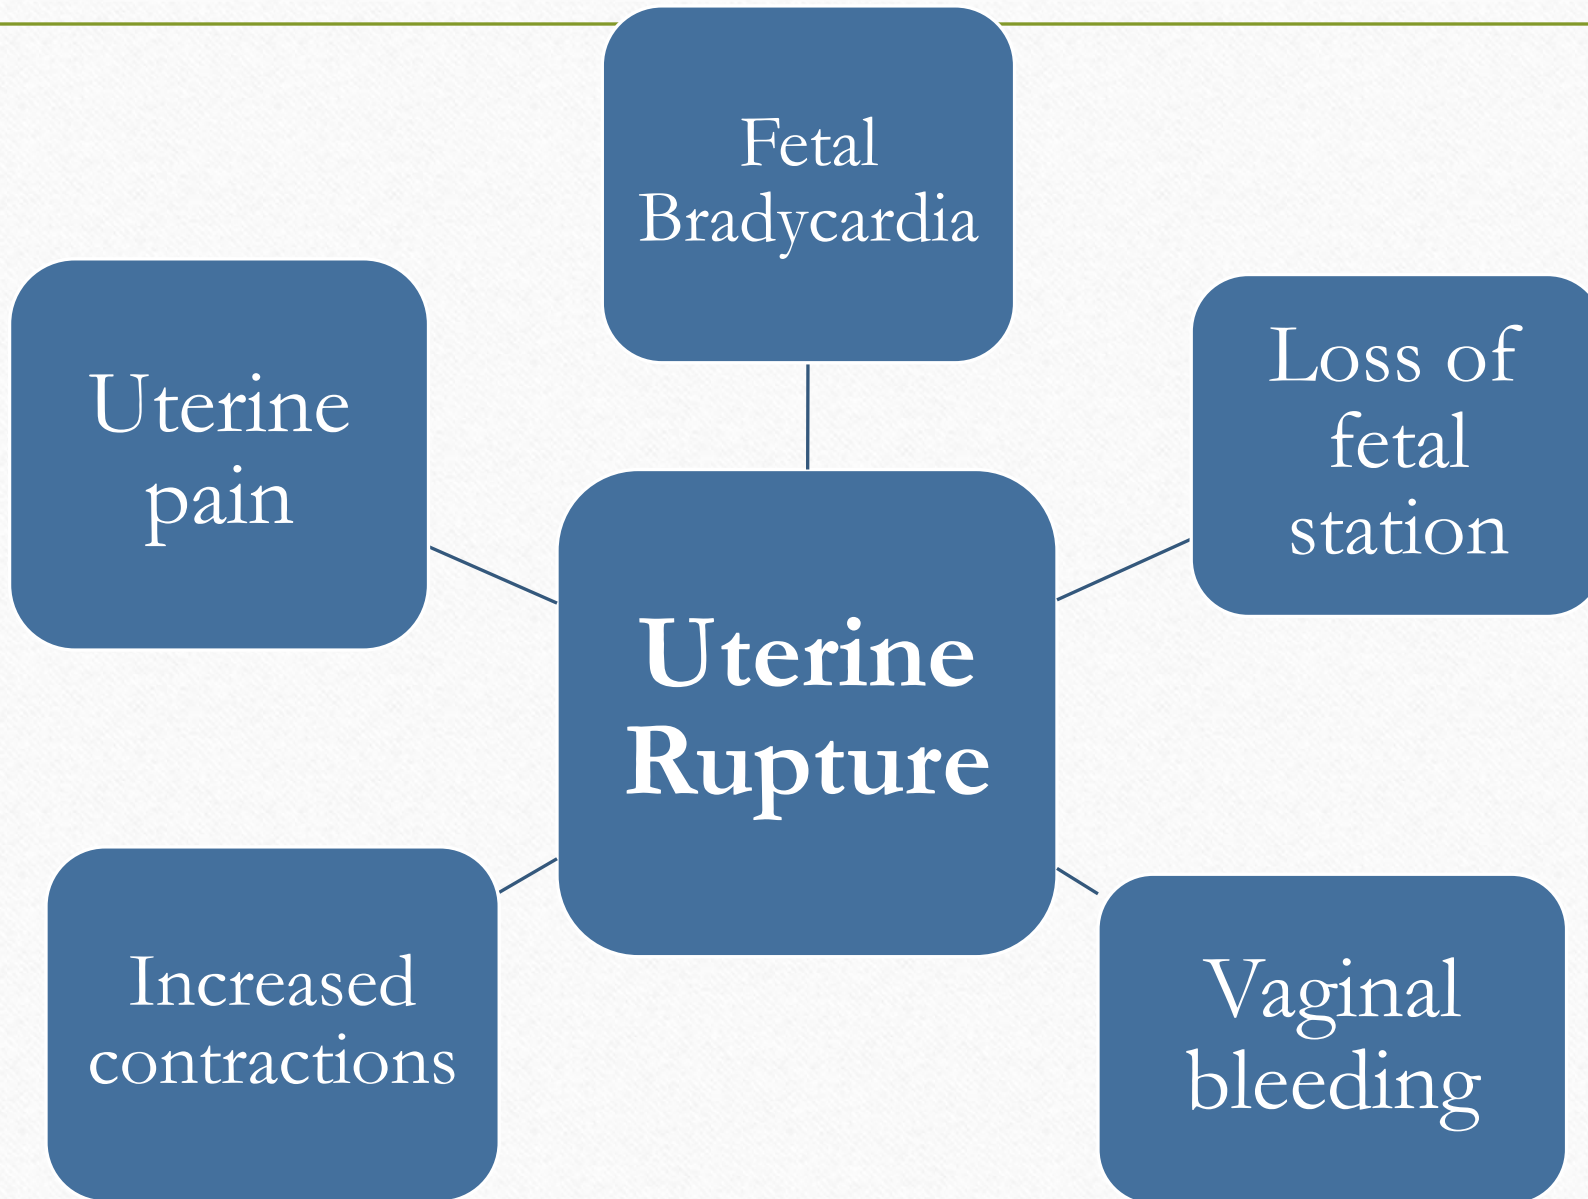 Fetal
Bradycardia
Uterine
pain
Loss of
fetal
station
Uterine
Rupture
Increased
contractions
Vaginal
bleeding